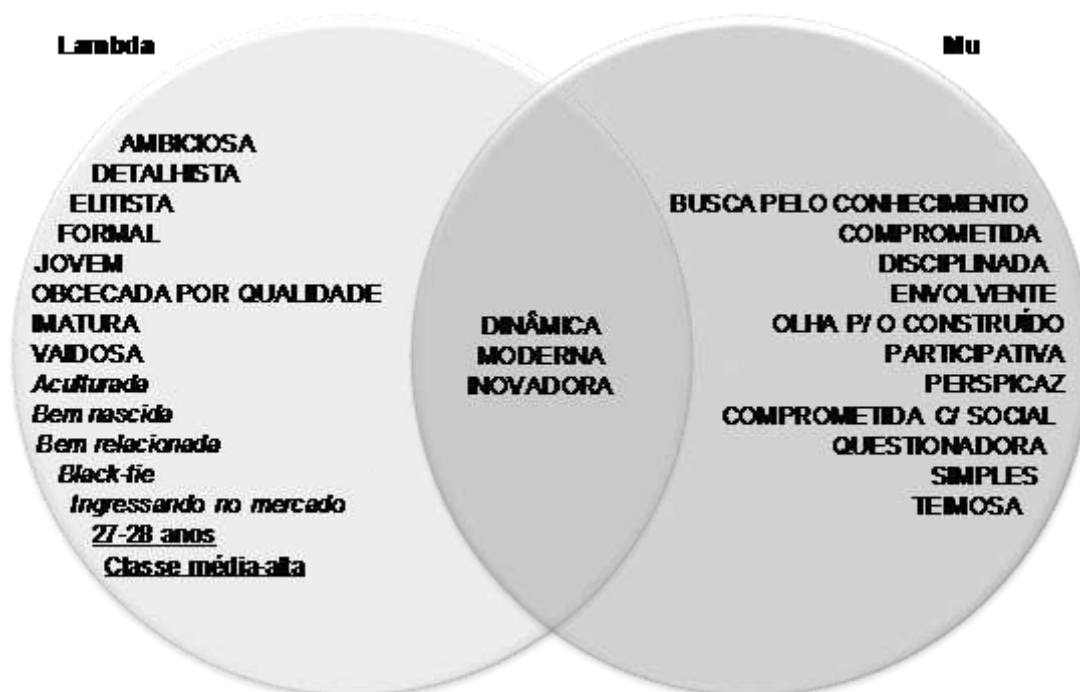 Lambda
Mu
AMBICIOSA
DETALHISTA
ELITISTA
FORMAL
JOVEM
OBCECADA POR QUALIDADE
IMATURA
VAIDOSA
Aculturada
Bem nascida
Bem relacionada
Black-tie
Ingressando no mercado
27-28 anos
Classe média-alta
DINÂMICA
MODERNA
INOVADORA
BUSCA PELO CONHECIMENTO
COMPROMETIDA
DISCIPLINADA
ENVOLVENTE
OLHA P/ O CONSTRUÍDO
PARTICIPATIVA
PERSPICAZ
COMPROMETIDA C/ SOCIAL
QUESTIONADORA
SIMPLES
TEIMOSA